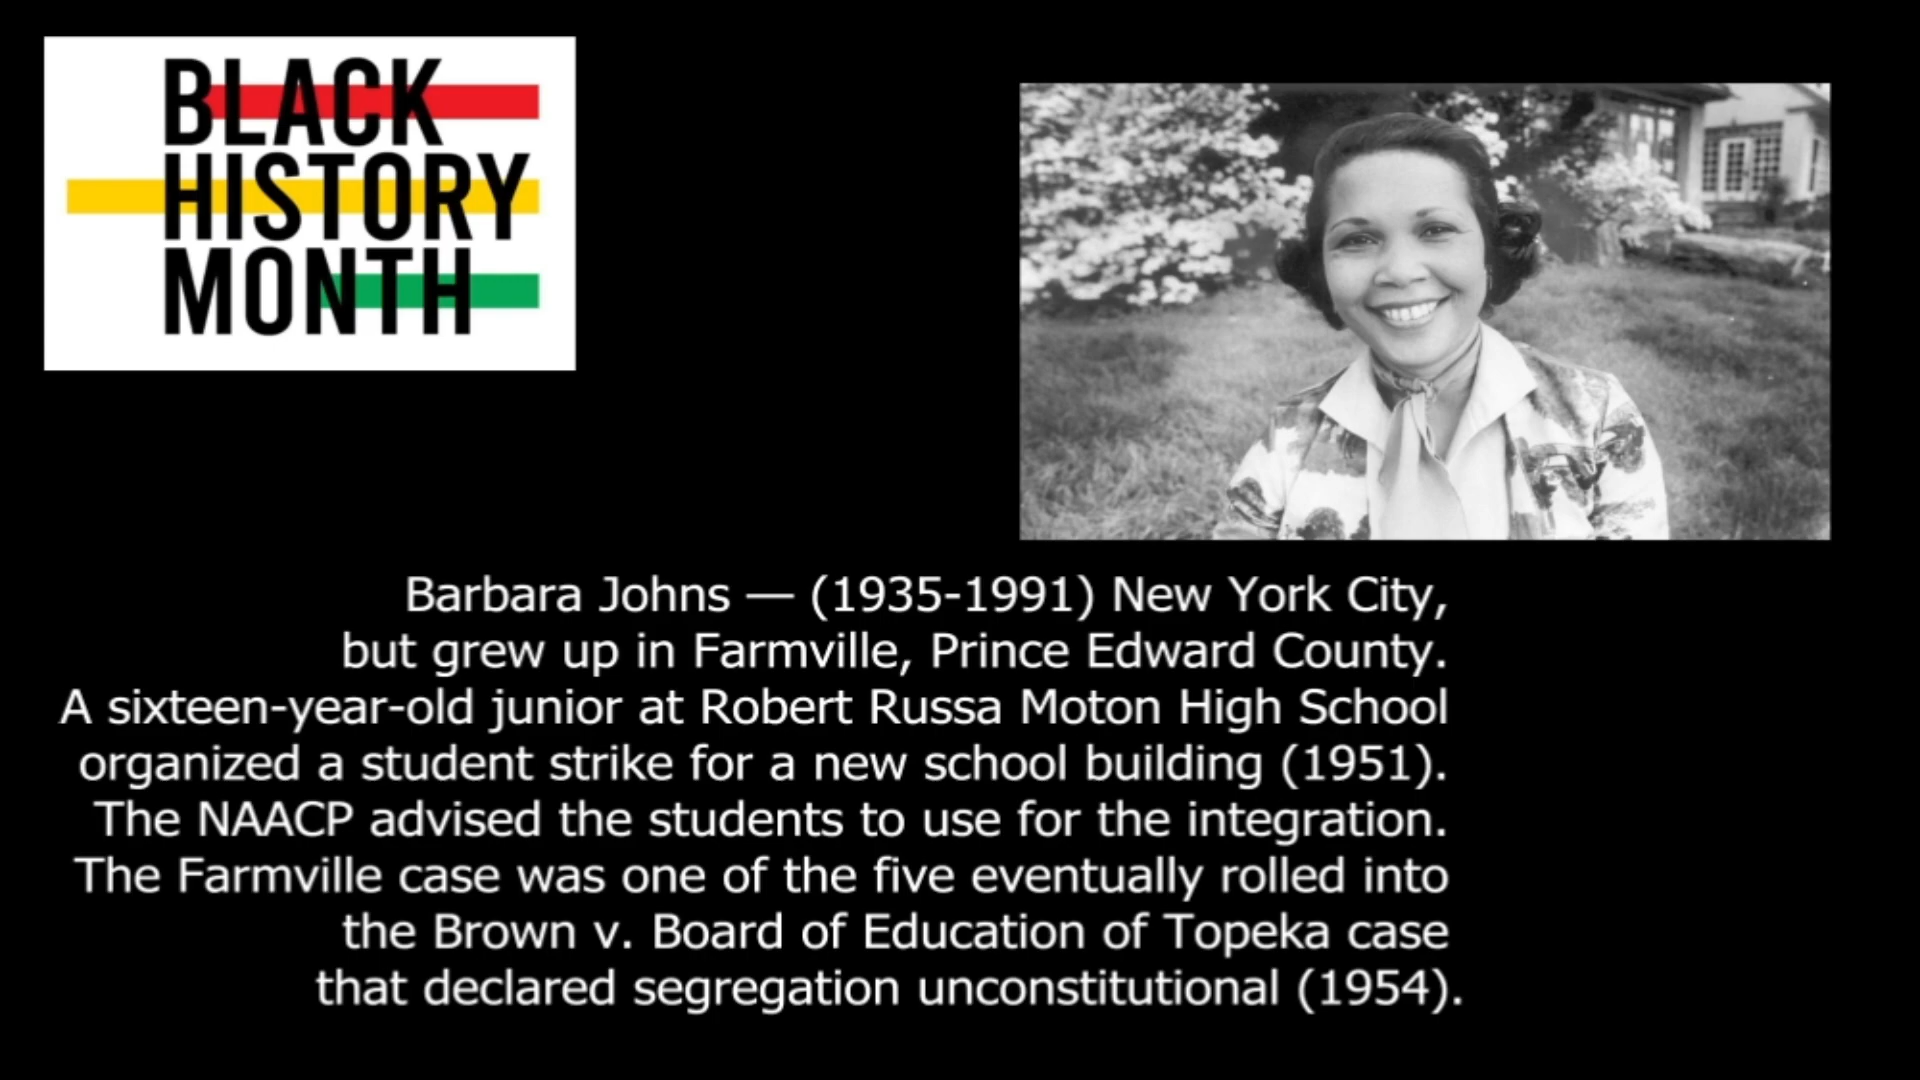 BLACK
HISTORY
MONTH
Barbara Johns — (1935-1991) New York City,
but grew up in Farmville, Prince Edward County.
A sixteen-year-old junior at Robert Russa Moton High School
organized a student strike for a new school building (1951).
The NAACP advised the students to use for the integration.
The Farmville case was one of the five eventually rolled into
the Brown v. Board of Education of Topeka case
that declared segregation unconstitutional (1954).